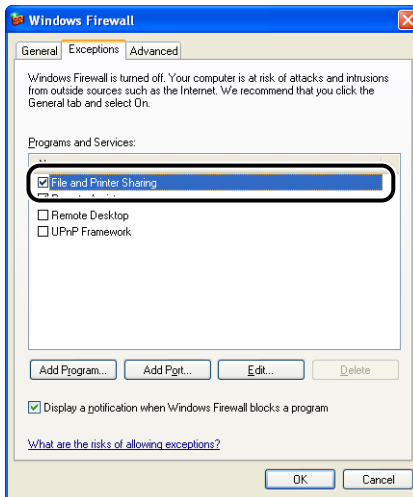 Windows Firewall
General Exceptions Advanced
Windows Firewall is turned off. Your computer is at risk of attacks and intrusions
from outside sources such as the Internet. We recommend that you click the
General tab and select On.
Programs and Services:
File and Printer Sharing
Remote Desktop
UPnP Framework
Add Program... Add Port... Edit... Delete
Display a notification when Windows Firewall blocks a program
What are the risks of allowing exceptions?
OK Cancel